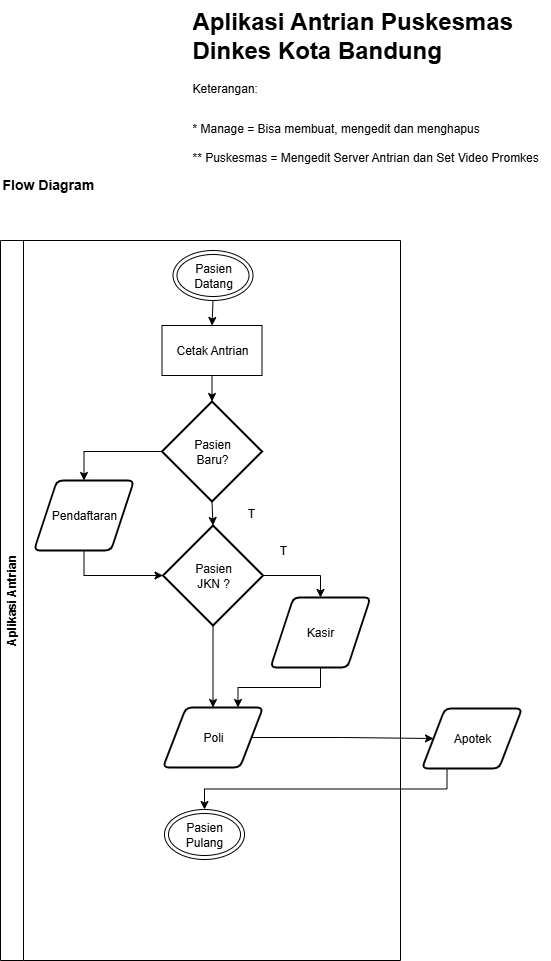 Aplikasi Antrian Puskesmas
Dinkes Kota Bandung
Keterangan:
* Manage = Bisa membuat, mengedit dan menghapus
** Puskesmas = Mengedit Server Antrian dan Set Video Promkes
Flow Diagram
Aplikasi Antrian
Pasien
Datang
Cetak Antrian
Pasien
Baru?
Pendaftaran
T
Pasien
JKN ?
T
Kasir
Poli
Apotek
Pasien
Pulang